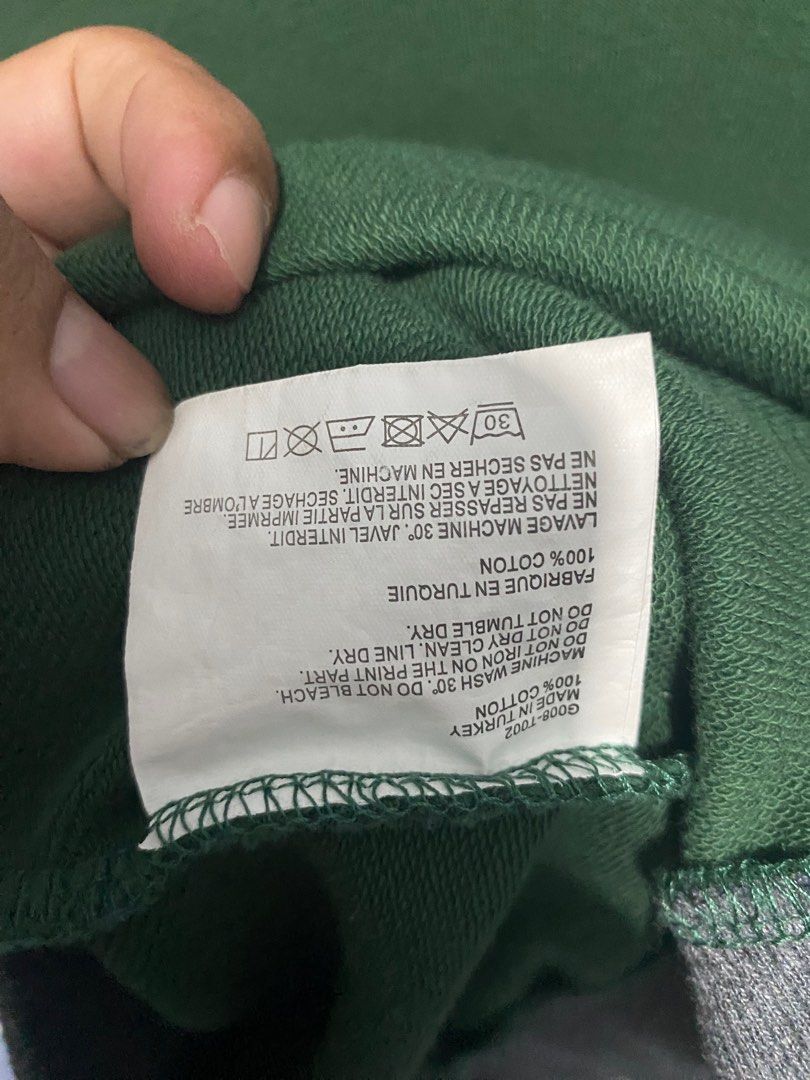 G008-T002
MADE IN TURKEY
100% COTTON
MACHINE WASH 30°. DO NOT BLEACH.
DO NOT IRON ON THE PRINT PART.
DO NOT DRY CLEAN. LINE DRY.
DO NOT TUMBLE DRY.
FABRIQUE EN TURQUIE
100% COTON
LAVAGE MACHINE 30°. JAVEL INTERDIT.
NE PAS REPASSER SUR LA PARTIE IMPRMEE.
NETTOYAGE A SEC INTERDIT. SECHAGE A L'OMBRE
NE PAS SECHER EN MACHINE.
30